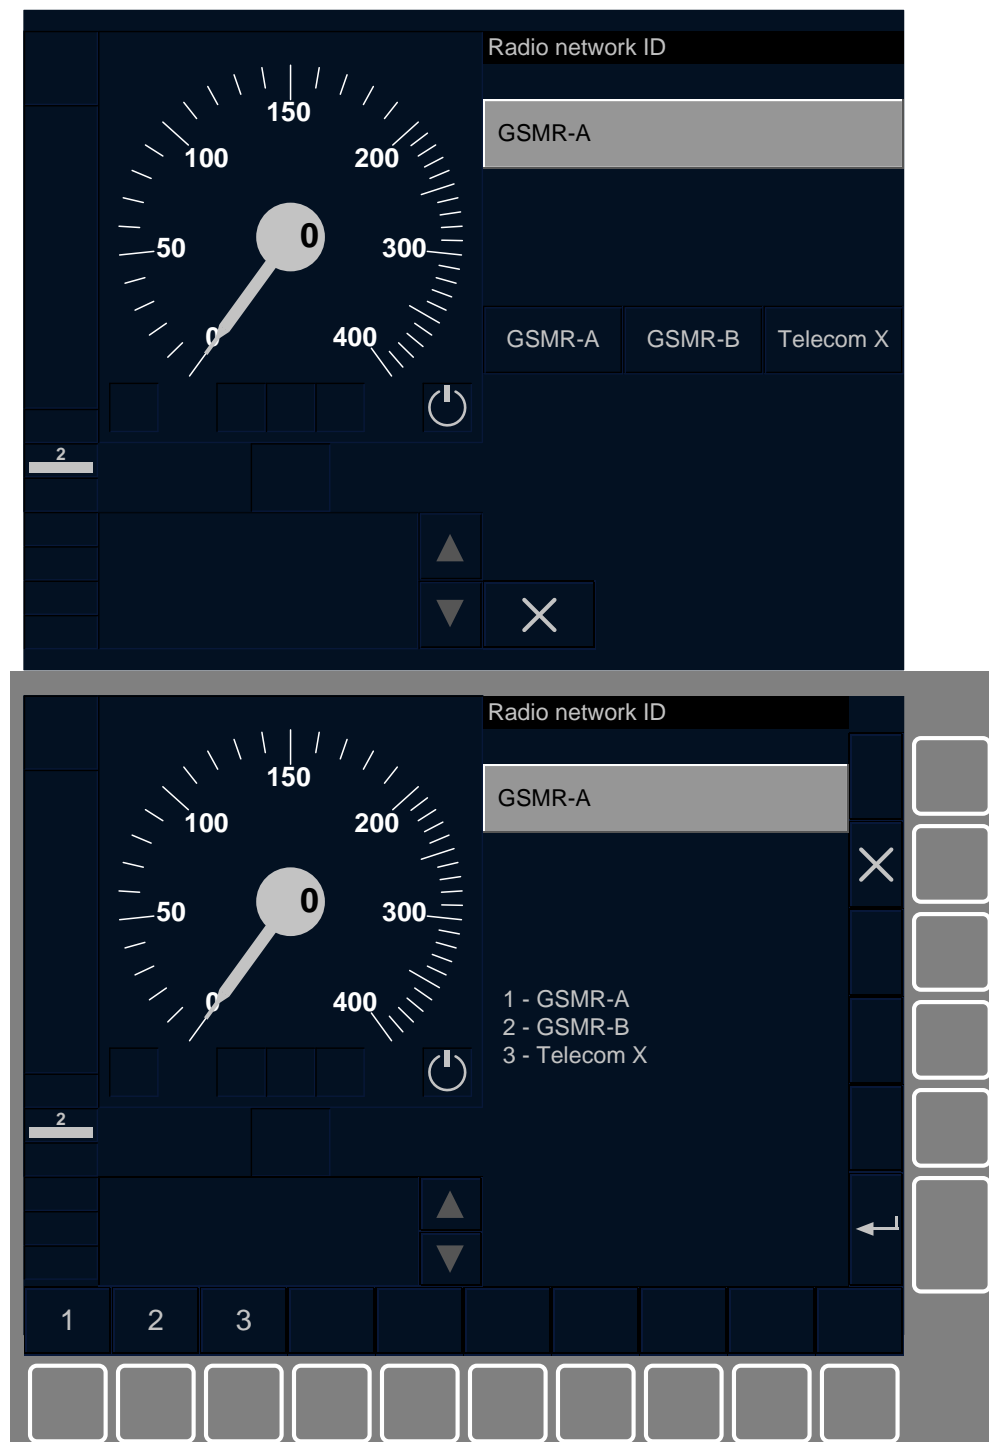 Radio network ID
GSMR-A
150
100
200
50
0
300
0
400
GSMR-A
GSMR-B
Telecom X
2
Radio network ID
GSMR-A
150
100
200
50
0
300
0
400
1 - GSMR-A
2 - GSMR-B
3 - Telecom X
2
1
2
3